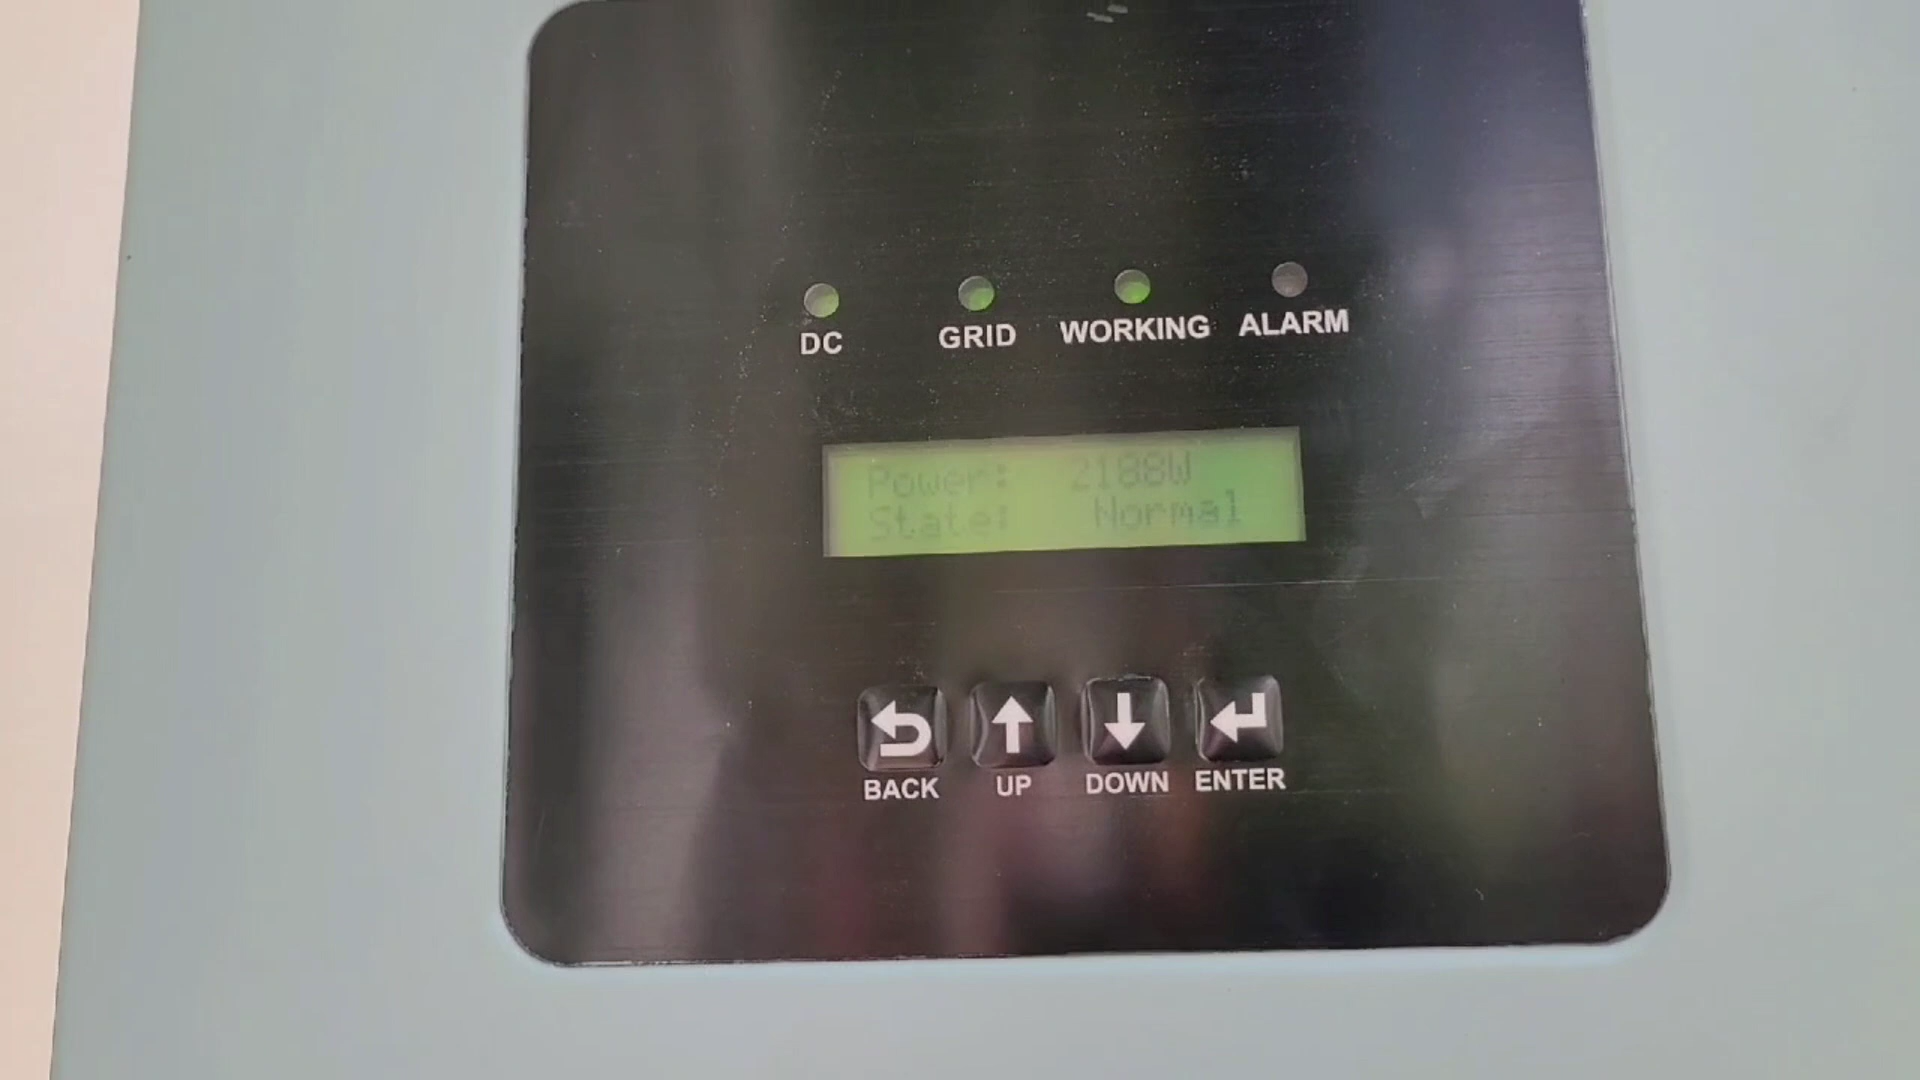 DC GRID WORKING ALARM
Power: 2188W
State: Normal
BACK UP DOWN ENTER